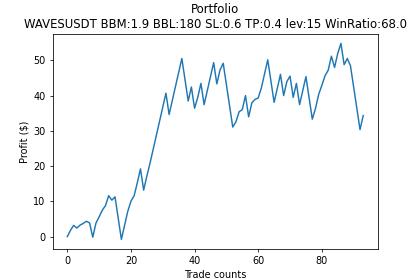 Portfolio
WAVESUSDT BBM:1.9 BBL:180 SL:0.6 TP:0.4 lev:15 WinRatio:68.0
Profit ($)
50
40
30
20
10
0
0 20 40 60 80
Trade counts